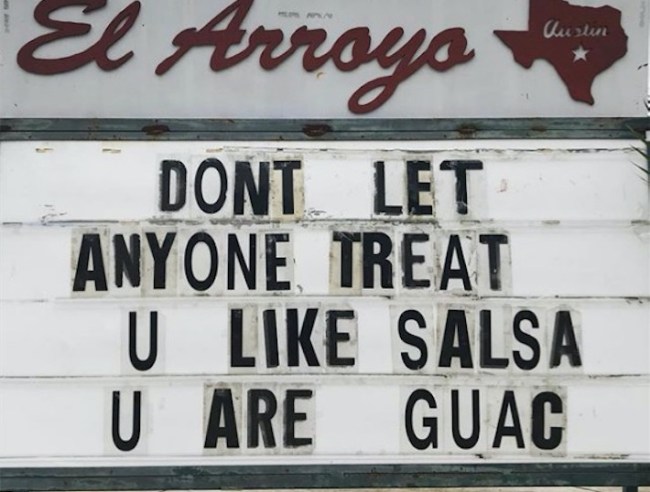 El Arroyo
Austin
DONT LET
ANYONE TREAT
U LIKE SALSA
U ARE GUAC